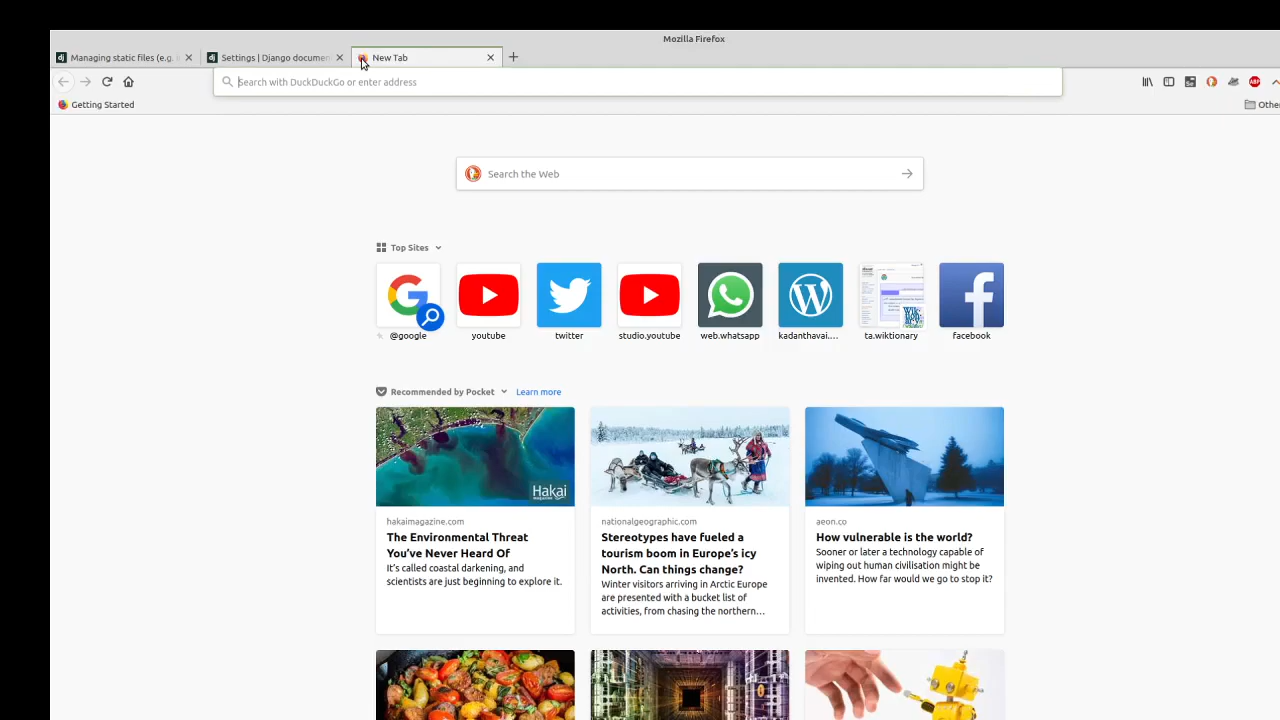 Mozilla Firefox
Managing static files (e.g. i
Settings | Django documen
New Tab
Search with DuckDuckGo or enter address
Getting Started
Othe
Search the Web
Top Sites
@google
youtube
twitter
studio.youtube
web.whatsapp
kadanthavai....
ta.wiktionary
facebook
Recommended by Pocket
Learn more
Hakai
magazine
hakaimagazine.com
The Environmental Threat
You’ve Never Heard Of
It’s called coastal darkening, and
scientists are just beginning to explore it.
nationalgeographic.com
Stereotypes have fueled a
tourism boom in Europe’s icy
North. Can things change?
Winter visitors arriving in Arctic Europe
are presented with a bucket list of
activities, from chasing the northern...
aeon.co
How vulnerable is the world?
Sooner or later a technology capable of
wiping out human civilisation might be
invented. How far would we go to stop it?